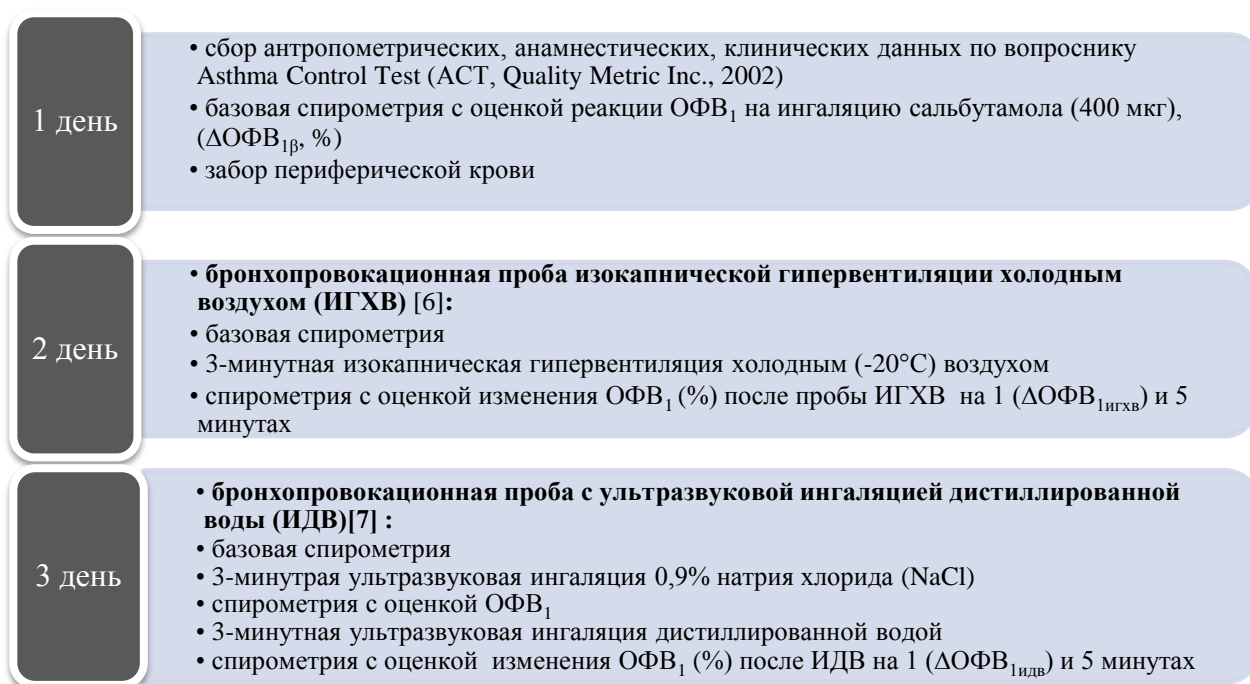 1 день
• сбор антропометрических, анамнестических, клинических данных по вопроснику
Asthma Control Test (ACT, Quality Metric Inc., 2002)
• базовая спирометрия с оценкой реакции ОФВ₁ на ингаляцию сальбутамола (400 мкг),
(ΔОФВ₁ᵦ, %)
• забор периферической крови
2 день
• бронхопровокационная проба изокапнической гипервентиляции холодным
воздухом (ИГХВ) [6]:
• базовая спирометрия
• 3-минутная изокапническая гипервентиляция холодным (-20°С) воздухом
• спирометрия с оценкой изменения ОФВ₁ (%) после пробы ИГХВ на 1 (ΔОФВ₁игхв) и 5
минутах
3 день
• бронхопровокационная проба с ультразвуковой ингаляцией дистиллированной
воды (ИДВ)[7] :
• базовая спирометрия
• 3-минутрая ультразвуковая ингаляция 0,9% натрия хлорида (NaCl)
• спирометрия с оценкой ОФВ₁
• 3-минутная ультразвуковая ингаляция дистиллированной водой
• спирометрия с оценкой изменения ОФВ₁ (%) после ИДВ на 1 (ΔОФВ₁идв) и 5 минутах